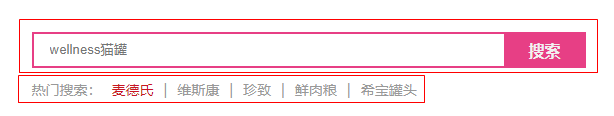 wellness猫罐 搜索
热门搜索： 麦德氏 | 维斯康 | 珍致 | 鲜肉粮 | 希宝罐头